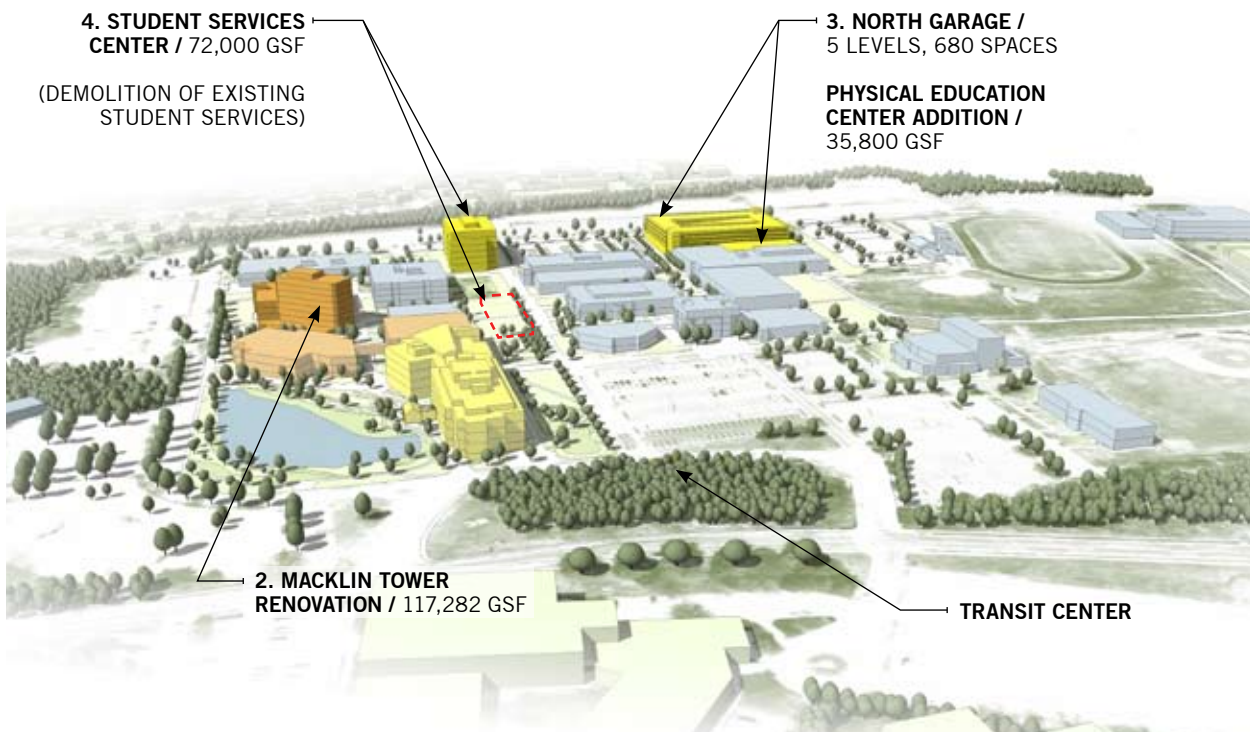 4. STUDENT SERVICES
CENTER / 72,000 GSF
(DEMOLITION OF EXISTING
STUDENT SERVICES)
3. NORTH GARAGE /
5 LEVELS, 680 SPACES
PHYSICAL EDUCATION
CENTER ADDITION /
35,800 GSF
2. MACKLIN TOWER
RENOVATION / 117,282 GSF
TRANSIT CENTER